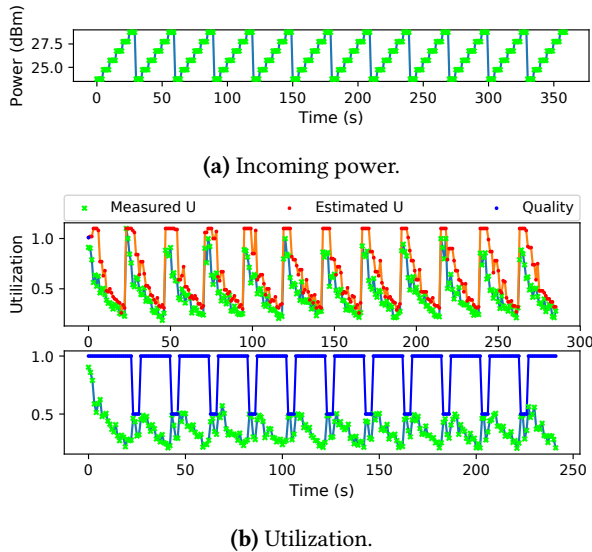 Power (dBm)
27.5
25.0
0 50 100 150 200 250 300 350
Time (s)
(a) Incoming power.
Measured U Estimated U Quality
Utilization
1.0
0.5
0 50 100 150 200 250 300
1.0
0.5
0 50 100 150 200 250
Time (s)
(b) Utilization.